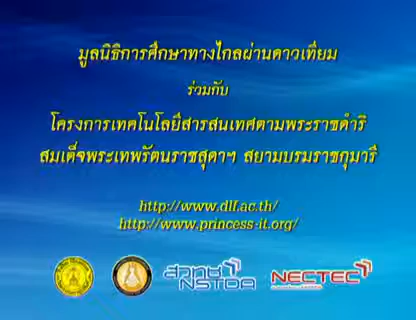 มูลนิธิการศึกษาทางไกลผ่านดาวเทียม
ร่วมกับ
โครงการเทคโนโลยีสารสนเทศตามพระราชดำริ
สมเด็จพระเทพรัตนราชสุดาฯ สยามบรมราชกุมารี
http://www.dlf.ac.th/
http://www.princess-it.org/
สวทช NECTEC
NSTDA